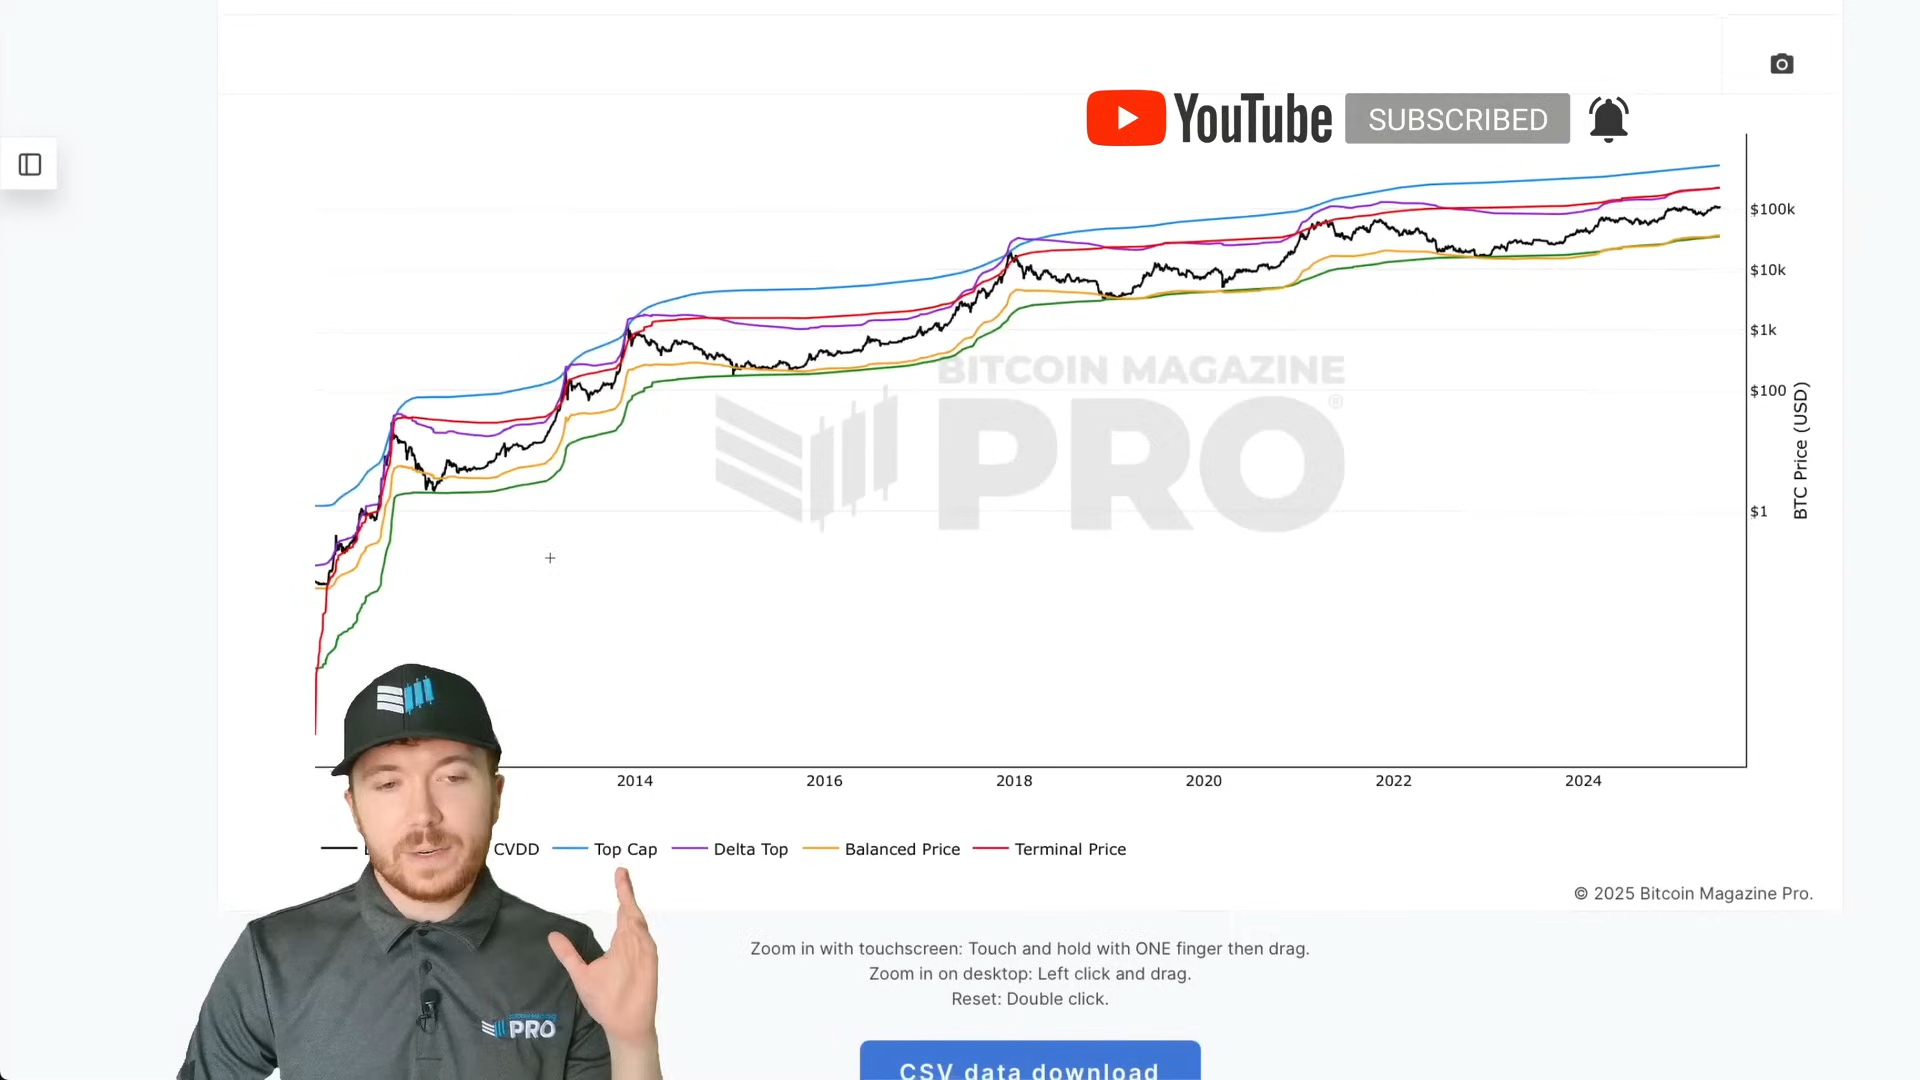 YouTube SUBSCRIBED
$100k
$10k
$1k
$100
$1
BTC Price (USD)
BITCOIN MAGAZINE
PRO®
2014 2016 2018 2020 2022 2024
CVDD Top Cap Delta Top Balanced Price Terminal Price
© 2025 Bitcoin Magazine Pro.
PRO
Zoom in with touchscreen: Touch and hold with ONE finger then drag.
Zoom in on desktop: Left click and drag.
Reset: Double click.
CSV data download